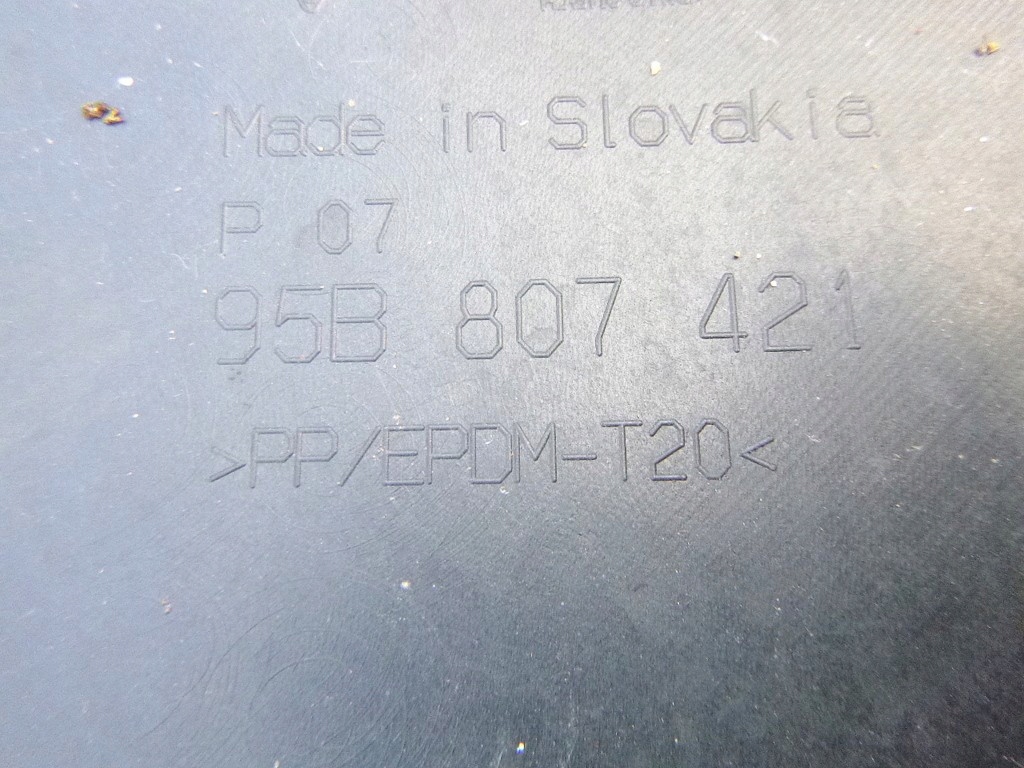 Made in Slovakia
P 07
95B 807 421
>PP/EPDM-T20<